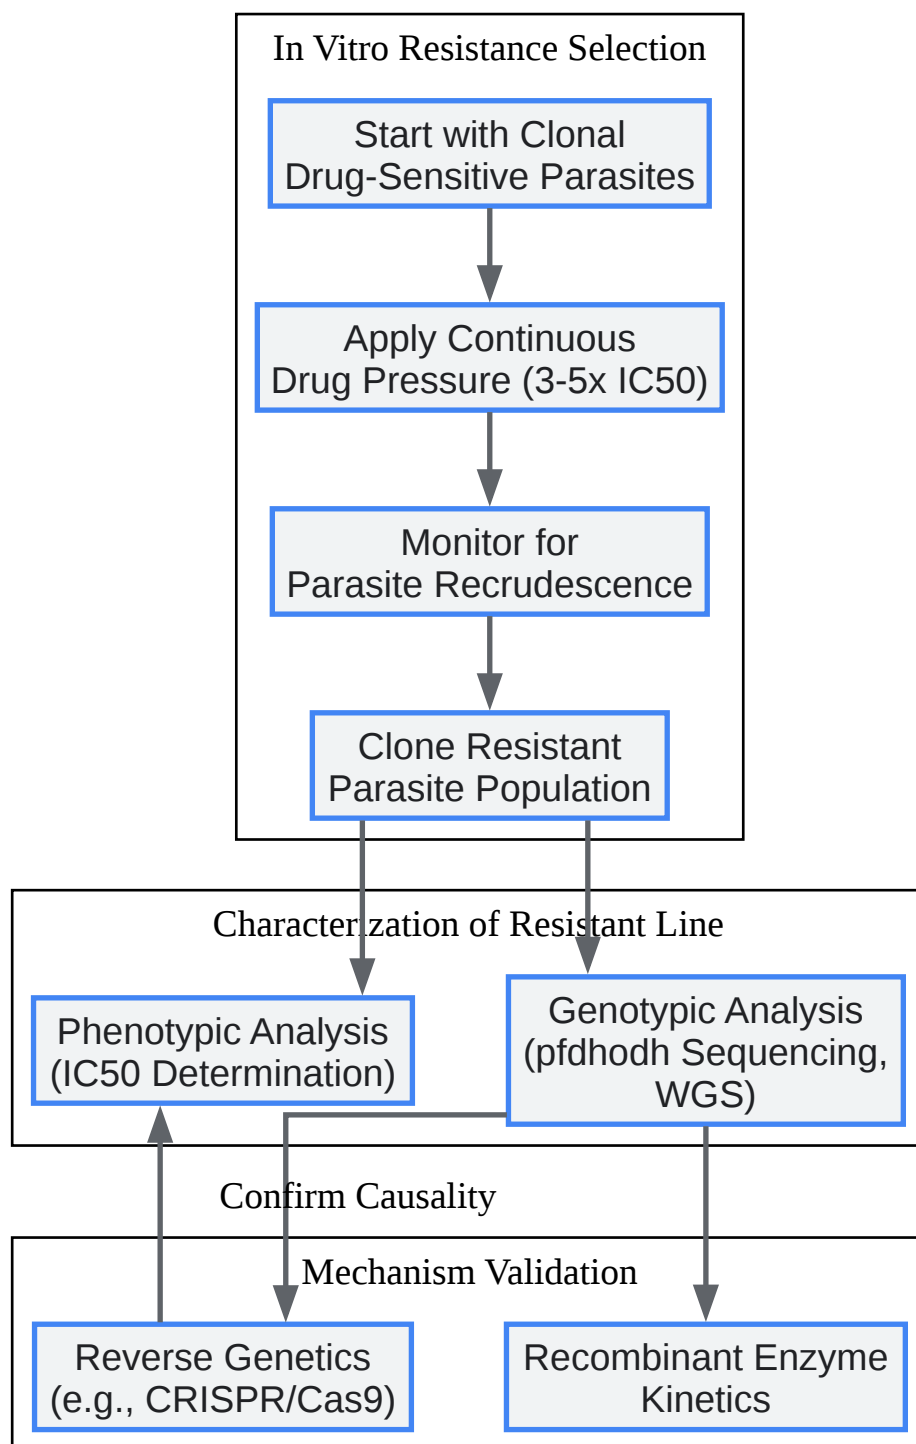 In Vitro Resistance Selection
Start with Clonal
Drug-Sensitive Parasites
Apply Continuous
Drug Pressure (3-5x IC50)
Monitor for
Parasite Recrudescence
Clone Resistant
Parasite Population
Characterization of Resistant Line
Phenotypic Analysis
(IC50 Determination)
Genotypic Analysis
(pfdhodh Sequencing,
WGS)
Confirm Causality
Mechanism Validation
Reverse Genetics
(e.g., CRISPR/Cas9)
Recombinant Enzyme
Kinetics